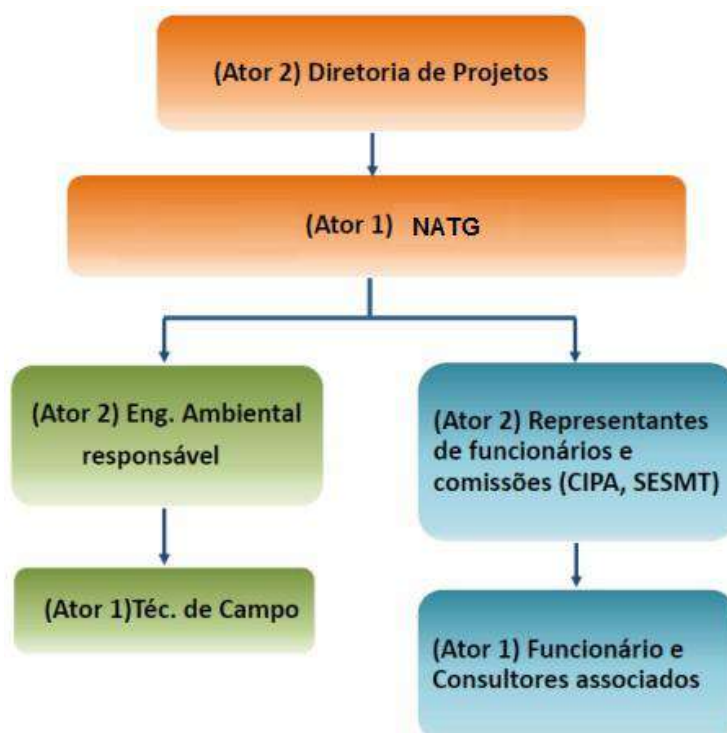 (Ator 2) Diretoria de Projetos
(Ator 1) NATG
(Ator 2) Eng. Ambiental
responsável
(Ator 2) Representantes
de funcionários e
comissões (CIPA, SESMT)
(Ator 1)Téc. de Campo
(Ator 1) Funcionário e
Consultores associados